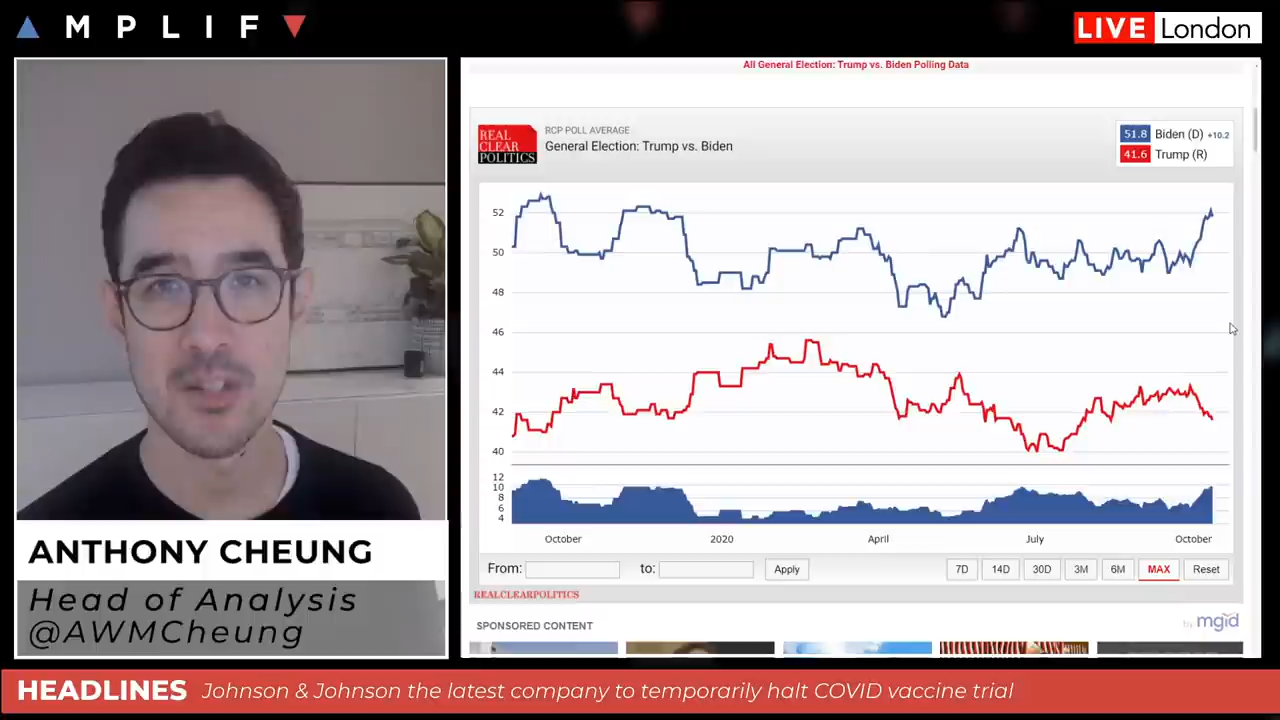 MPLIF
LIVE London
All General Election: Trump vs. Biden Polling Data
REAL CLEAR POLITICS
RCP POLL AVERAGE
General Election: Trump vs. Biden
51.8 Biden (D) +10.2
41.6 Trump (R)
52
50
48
46
44
42
40
12
10
8
6
4
October 2020 April July October
From: to: Apply 7D 14D 30D 3M 6M MAX Reset
REALCLEARPOLITICS
SPONSORED CONTENT
by mgid
ANTHONY CHEUNG
Head of Analysis
@AWMCheung
HEADLINES Johnson & Johnson the latest company to temporarily halt COVID vaccine trial